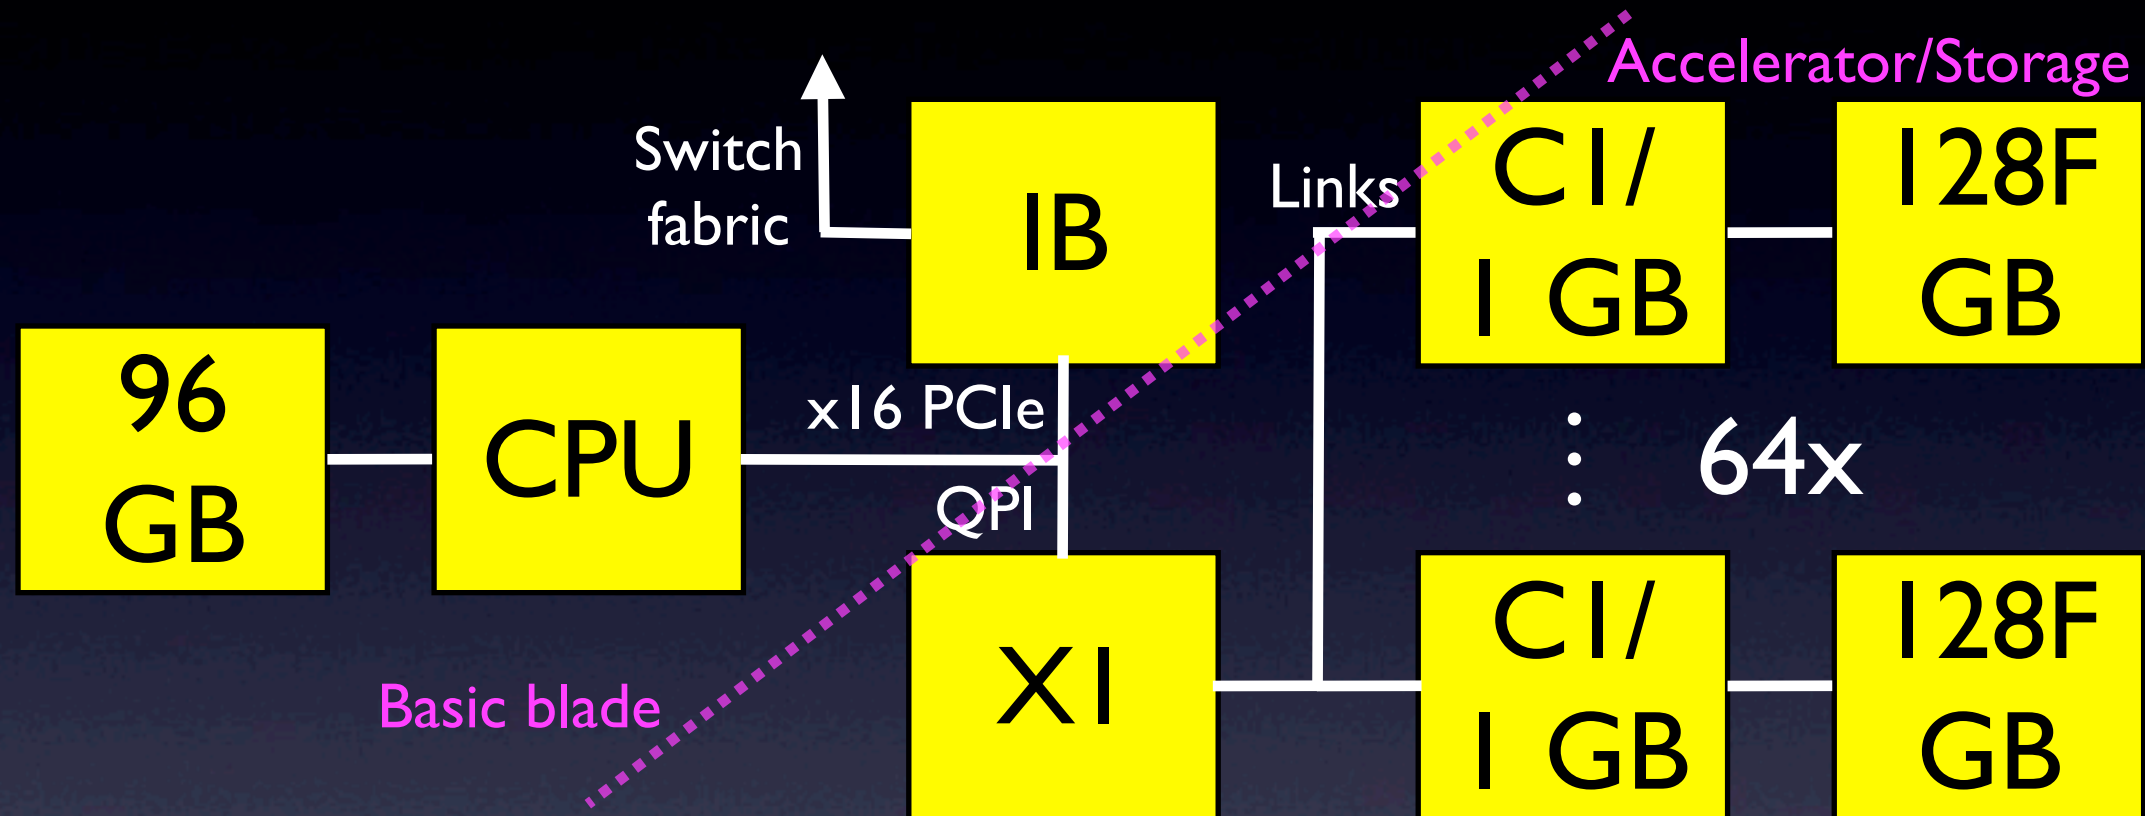 Accelerator/Storage
Switch
fabric
IB
Links
C1/
1 GB
128F
GB
96
GB
CPU
x16 PCIe
QPI
64x
Basic blade
X1
C1/
1 GB
128F
GB